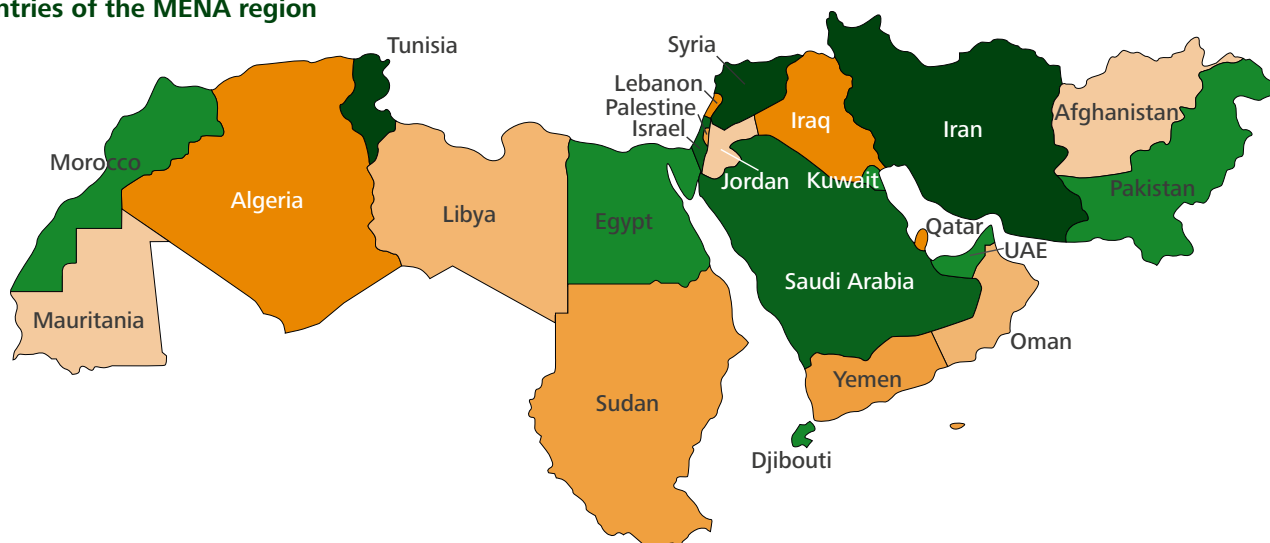 ntries of the MENA region
Tunisia
Syria
Lebanon
Palestine
Israel
Iraq
Iran
Afghanistan
Morocco
Jordan
Kuwait
Pakistan
Algeria
Libya
Egypt
Qatar
UAE
Saudi Arabia
Mauritania
Oman
Yemen
Sudan
Djibouti